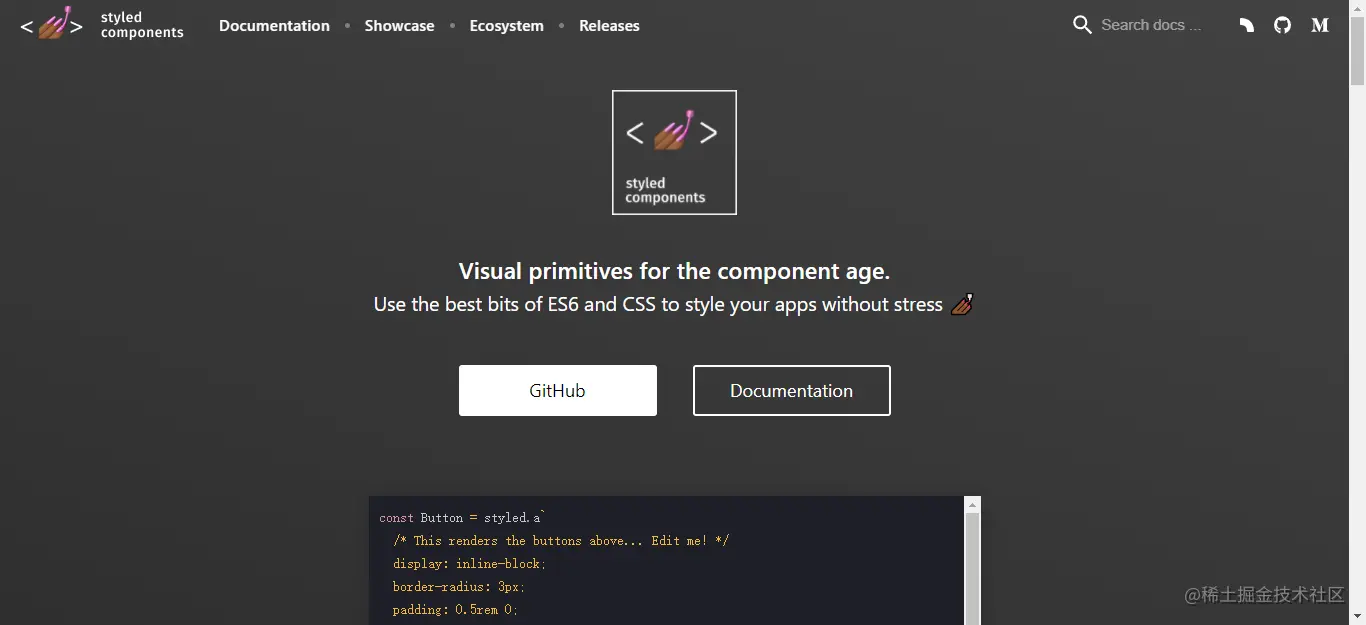 styled
components
Documentation • Showcase • Ecosystem • Releases
Search docs ...
M
< >
styled
components
Visual primitives for the component age.
Use the best bits of ES6 and CSS to style your apps without stress 💅🏾
GitHub
Documentation
const Button = styled.a`
/* This renders the buttons above... Edit me! */
display: inline-block;
border-radius: 3px;
padding: 0.5rem 0;
@稀土掘金技术社区